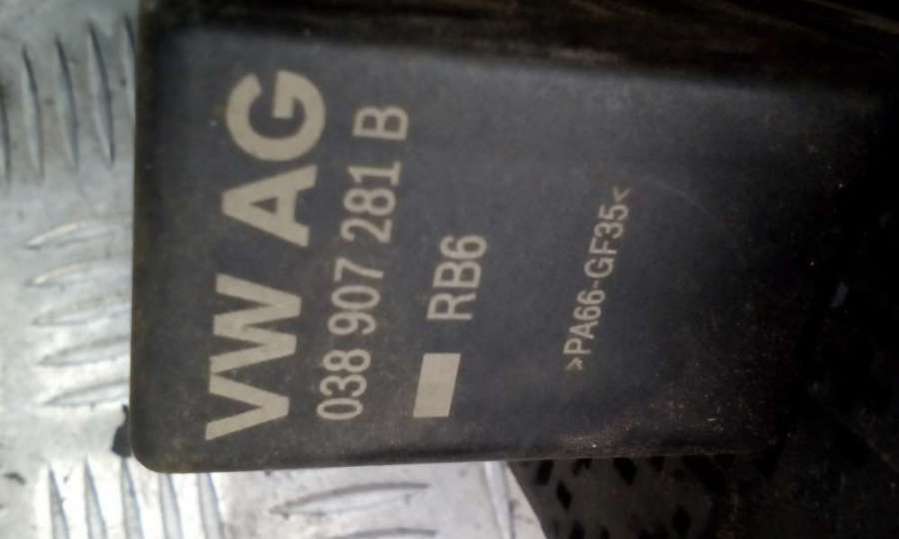 VW AG
038 907 281 B
RB6
>PA66-GF35<